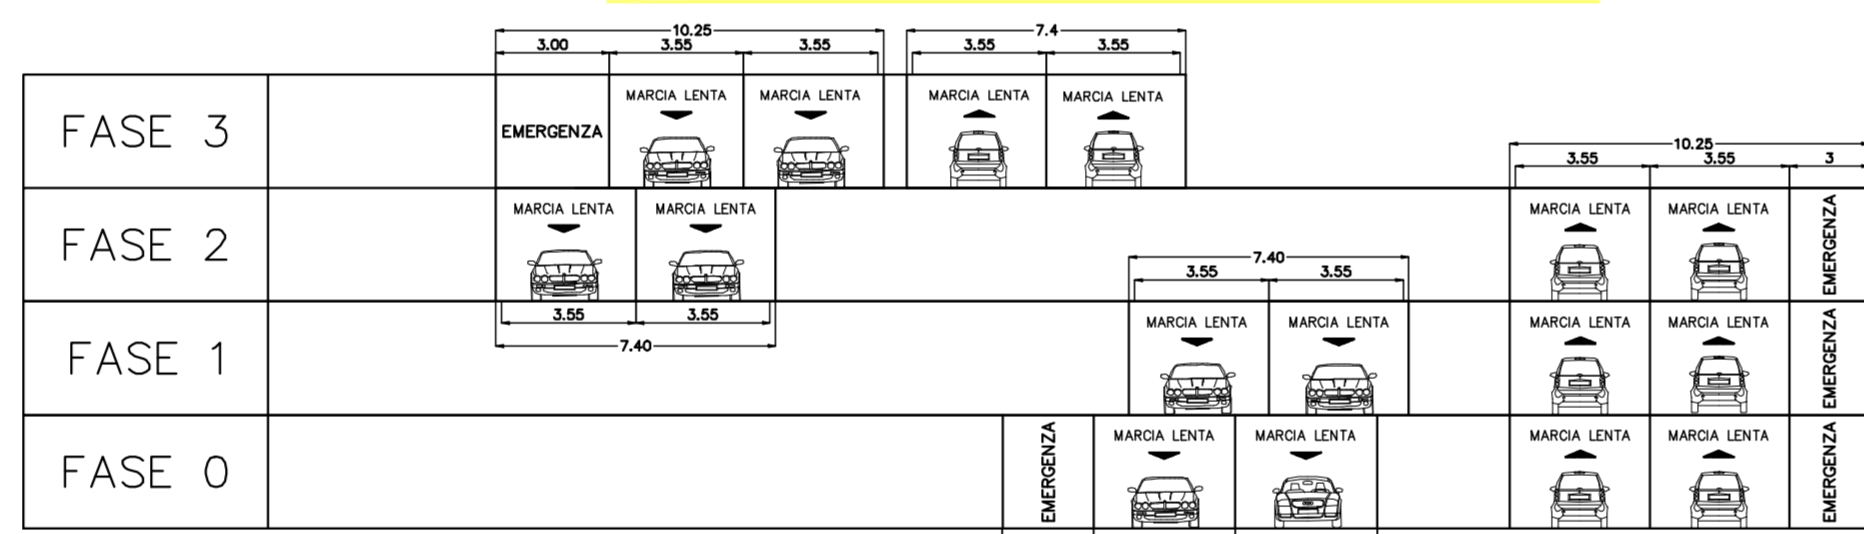 10.25 7.4
3.00 3.55 3.55 3.55 3.55
FASE 3
EMERGENZA
MARCIA LENTA MARCIA LENTA MARCIA LENTA MARCIA LENTA
10.25
3.55 3.55 3
FASE 2
MARCIA LENTA MARCIA LENTA MARCIA LENTA MARCIA LENTA
EMERGENZA
7.40
3.55 3.55
3.55 3.55
7.40
FASE 1
MARCIA LENTA MARCIA LENTA MARCIA LENTA MARCIA LENTA
EMERGENZA
FASE 0
EMERGENZA
MARCIA LENTA MARCIA LENTA MARCIA LENTA MARCIA LENTA
EMERGENZA